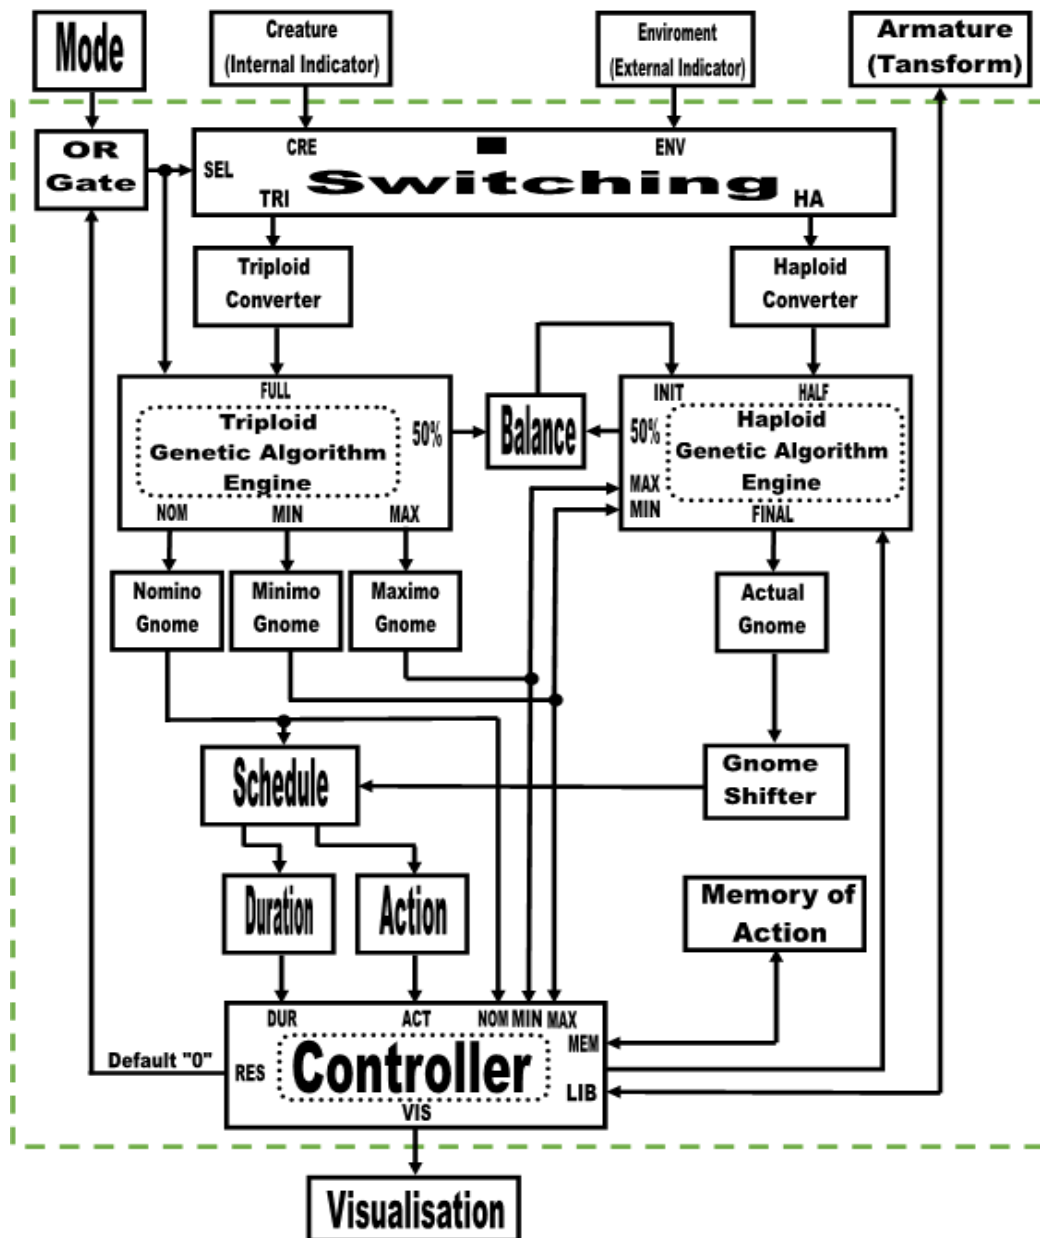 Mode
Creature
(Internal Indicator)
Enviroment
(External Indicator)
Armature
(Tansform)
OR
Gate
SEL
CRE
ENV
Switching
TRI
HA
Triploid
Converter
Haploid
Converter
FULL
Triploid
Genetic Algorithm
Engine
50%
NOM
MIN
MAX
Balance
INIT
HALF
50%
Haploid
Genetic Algorithm
Engine
MAX
MIN
FINAL
Nomino
Gnome
Minimo
Gnome
Maximo
Gnome
Actual
Gnome
Schedule
Gnome
Shifter
Duration
Action
Memory of
Action
DUR
ACT
NOM
MIN
MAX
MEM
Default "0"
RES
Controller
LIB
VIS
Visualisation